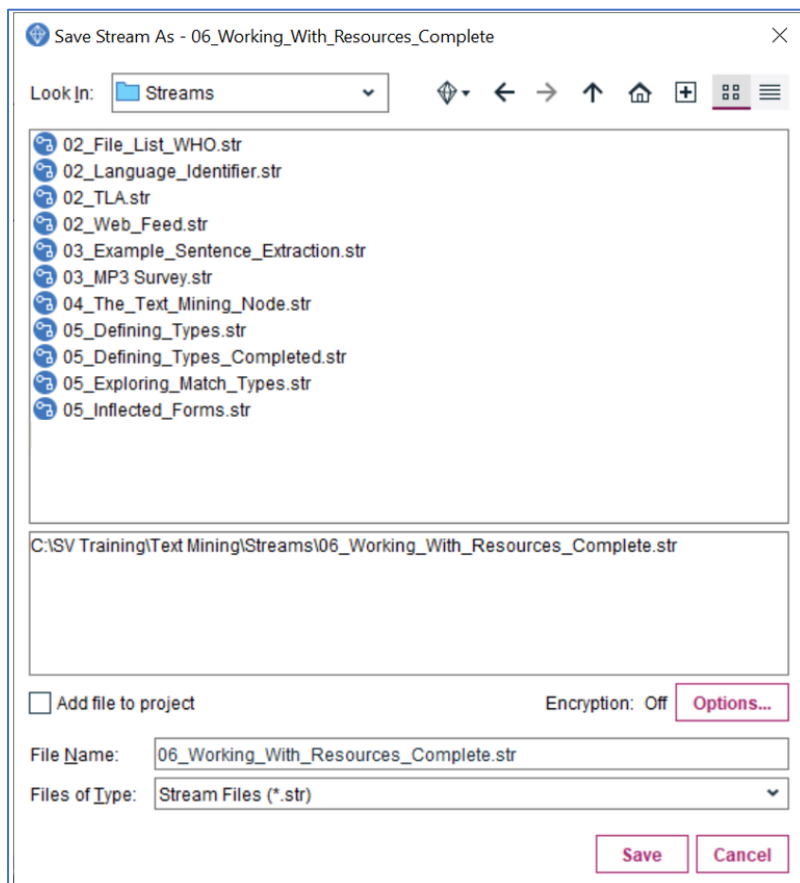 Save Stream As - 06_Working_With_Resources_Complete
Look In: Streams
02_File_List_WHO.str
02_Language_Identifier.str
02_TLA.str
02_Web_Feed.str
03_Example_Sentence_Extraction.str
03_MP3 Survey.str
04_The_Text_Mining_Node.str
05_Defining_Types.str
05_Defining_Types_Completed.str
05_Exploring_Match_Types.str
05_Inflected_Forms.str
C:\SV Training\Text Mining\Streams\06_Working_With_Resources_Complete.str
Add file to project Encryption: Off Options...
File Name: 06_Working_With_Resources_Complete.str
Files of Type: Stream Files (*.str)
Save Cancel